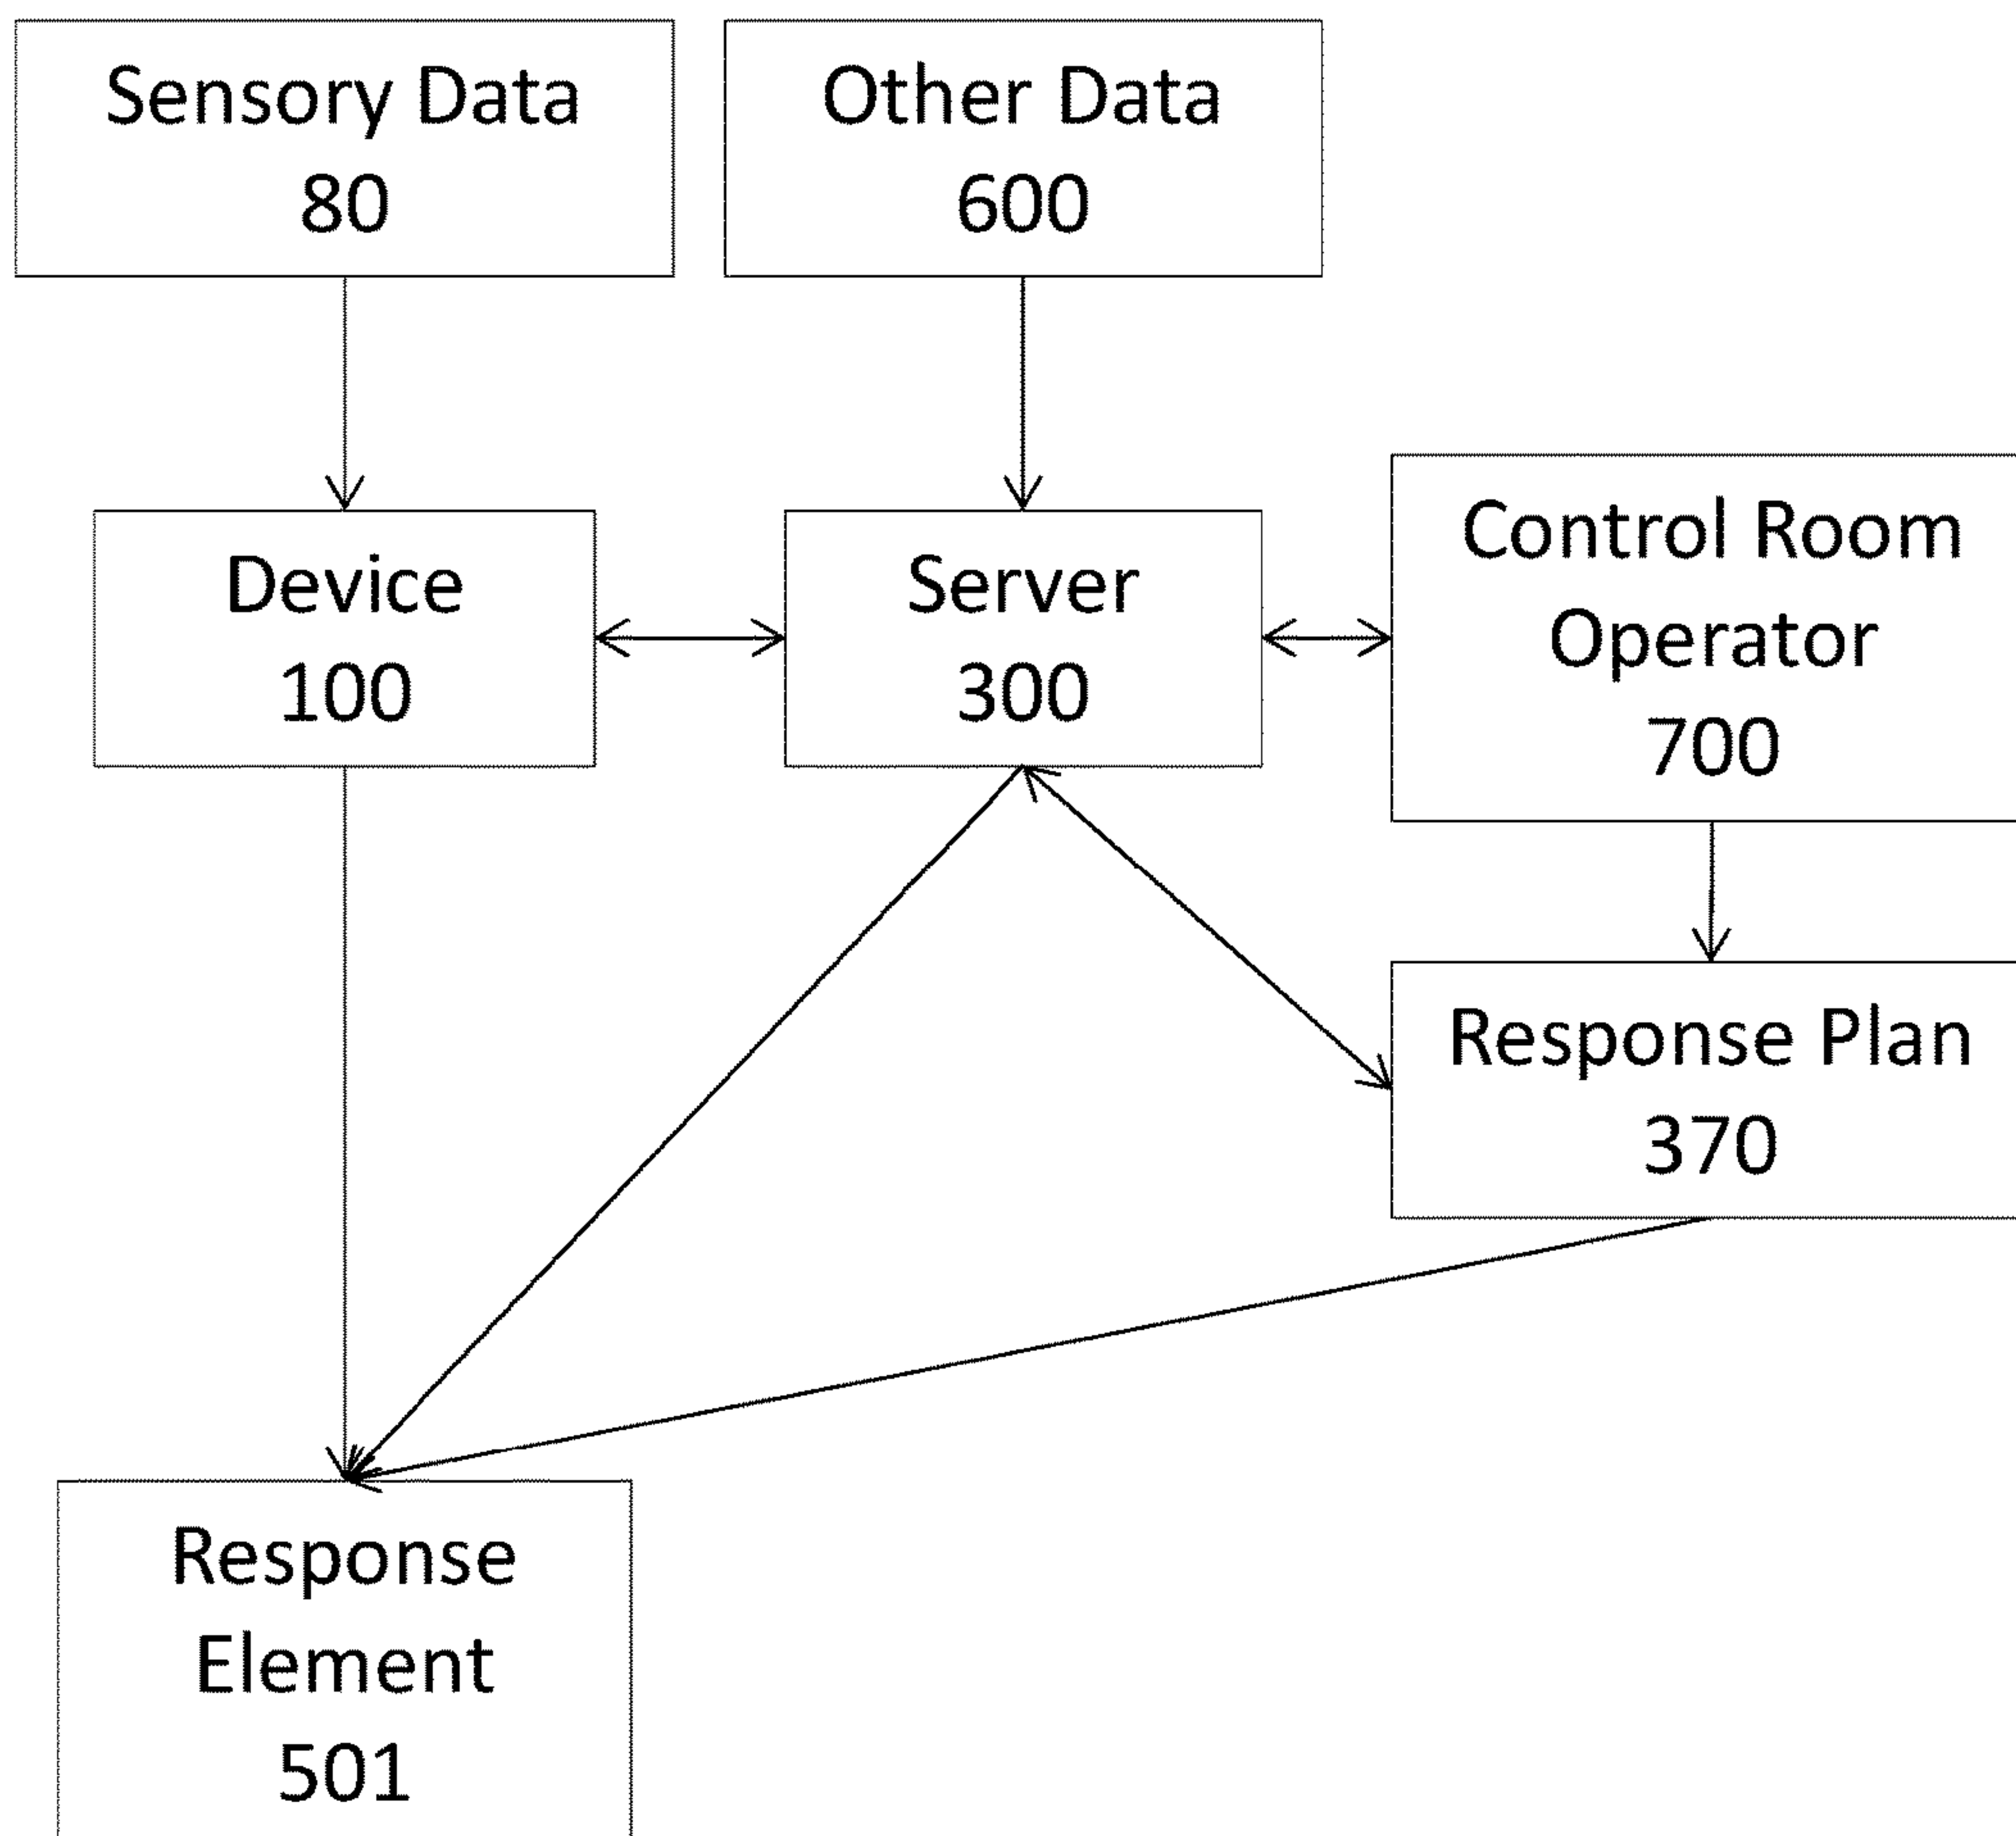 Sensory Data
80
Other Data
600
Device
100
Server
300
Control Room
Operator
700
Response Plan
370
Response
Element
501